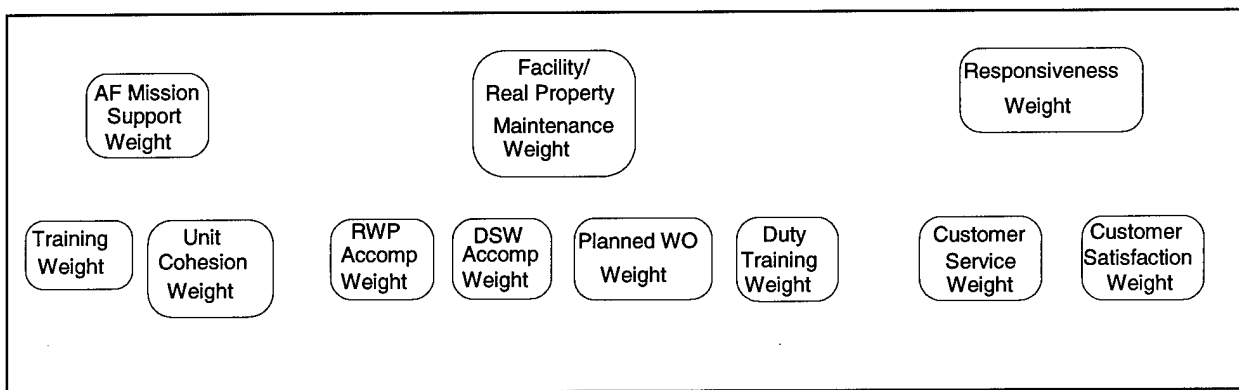 AF Mission
Support
Weight
Facility/
Real Property
Maintenance
Weight
Responsiveness
Weight
Training
Weight
Unit
Cohesion
Weight
RWP
Accomp
Weight
DSW
Accomp
Weight
Planned WO
Weight
Duty
Training
Weight
Customer
Service
Weight
Customer
Satisfaction
Weight